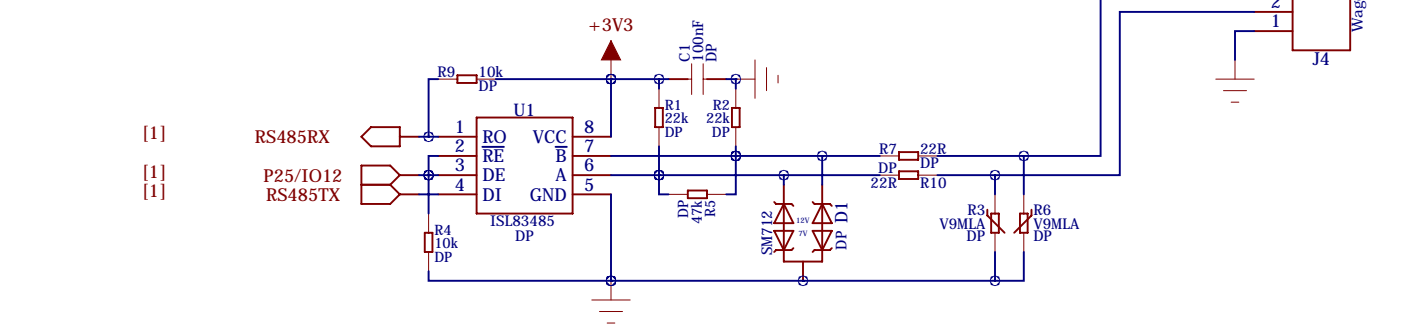 2
1
Wag
J4
+3V3
R9 10k
DP
C1
100nF
DP
R1
22k
DP
R2
22k
DP
U1
[1] RS485RX
1 RO VCC 8
2 RE B 7
[1] P25/IO12
3 DE A 6
[1] RS485TX
4 DI GND 5
ISL83485
DP
R4
10k
DP
DP
47k
R5
R7 22R
DP DP
22R R10
SM712
12V
7V
DP D1
R3
V9MLA
DP
R6
V9MLA
DP